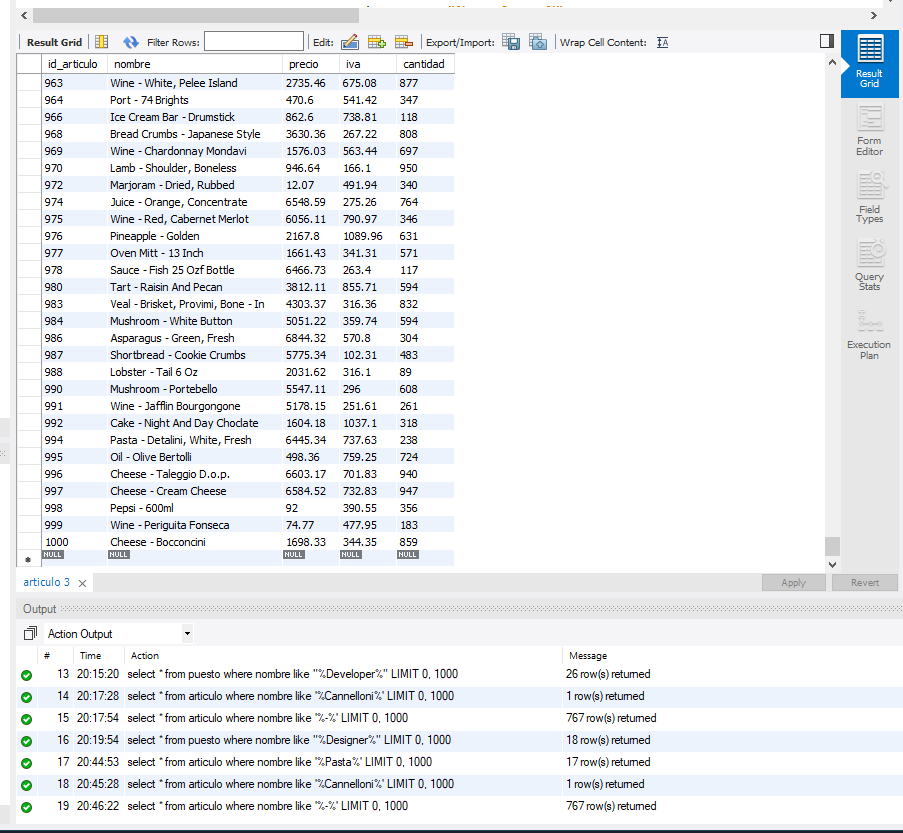 Result Grid Filter Rows: Edit: Export/Import: Wrap Cell Content: IA
Result Grid
Form Editor
Field Types
Query Stats
Execution Plan
id_articulo nombre precio iva cantidad
963 Wine - White, Pelee Island 2735.46 675.08 877
964 Port - 74 Brights 470.6 541.42 347
966 Ice Cream Bar - Drumstick 862.6 738.81 118
968 Bread Crumbs - Japanese Style 3630.36 267.22 808
969 Wine - Chardonnay Mondavi 1576.03 563.44 697
970 Lamb - Shoulder, Boneless 946.64 166.1 950
972 Marjoram - Dried, Rubbed 12.07 491.94 340
974 Juice - Orange, Concentrate 6548.59 275.26 764
975 Wine - Red, Cabernet Merlot 6056.11 790.97 346
976 Pineapple - Golden 2167.8 1089.96 631
977 Oven Mitt - 13 Inch 1661.43 341.31 571
978 Sauce - Fish 25 Ozf Bottle 6466.73 263.4 117
980 Tart - Raisin And Pecan 3812.11 855.71 594
983 Veal - Brisket, Provimi, Bone - In 4303.37 316.36 832
984 Mushroom - White Button 5051.22 359.74 594
986 Asparagus - Green, Fresh 6844.32 570.8 304
987 Shortbread - Cookie Crumbs 5775.34 102.31 483
988 Lobster - Tail 6 Oz 2031.62 316.1 89
990 Mushroom - Portebello 5547.11 296 608
991 Wine - Jafflin Bourgongone 5178.15 251.61 261
992 Cake - Night And Day Choclate 1604.18 1037.1 318
994 Pasta - Detalini, White, Fresh 6445.34 737.63 238
995 Oil - Olive Bertolli 498.36 759.25 724
996 Cheese - Taleggio D.o.p. 6603.17 701.83 940
997 Cheese - Cream Cheese 6584.52 732.83 947
998 Pepsi - 600ml 92 390.55 356
999 Wine - Periguita Fonseca 74.77 477.95 183
1000 Cheese - Bocconcini 1698.33 344.35 859
NULL NULL NULL NULL NULL
articulo 3 Apply Revert
Output
Action Output
# Time Action Message
13 20:15:20 select * from puesto where nombre like "%Developer%" LIMIT 0, 1000 26 row(s) returned
14 20:17:28 select * from articulo where nombre like '%Cannelloni%' LIMIT 0, 1000 1 row(s) returned
15 20:17:54 select * from articulo where nombre like '%-%' LIMIT 0, 1000 767 row(s) returned
16 20:19:54 select * from puesto where nombre like "%Designer%" LIMIT 0, 1000 18 row(s) returned
17 20:44:53 select * from articulo where nombre like '%Pasta%' LIMIT 0, 1000 17 row(s) returned
18 20:45:28 select * from articulo where nombre like '%Cannelloni%' LIMIT 0, 1000 1 row(s) returned
19 20:46:22 select * from articulo where nombre like '%-%' LIMIT 0, 1000 767 row(s) returned